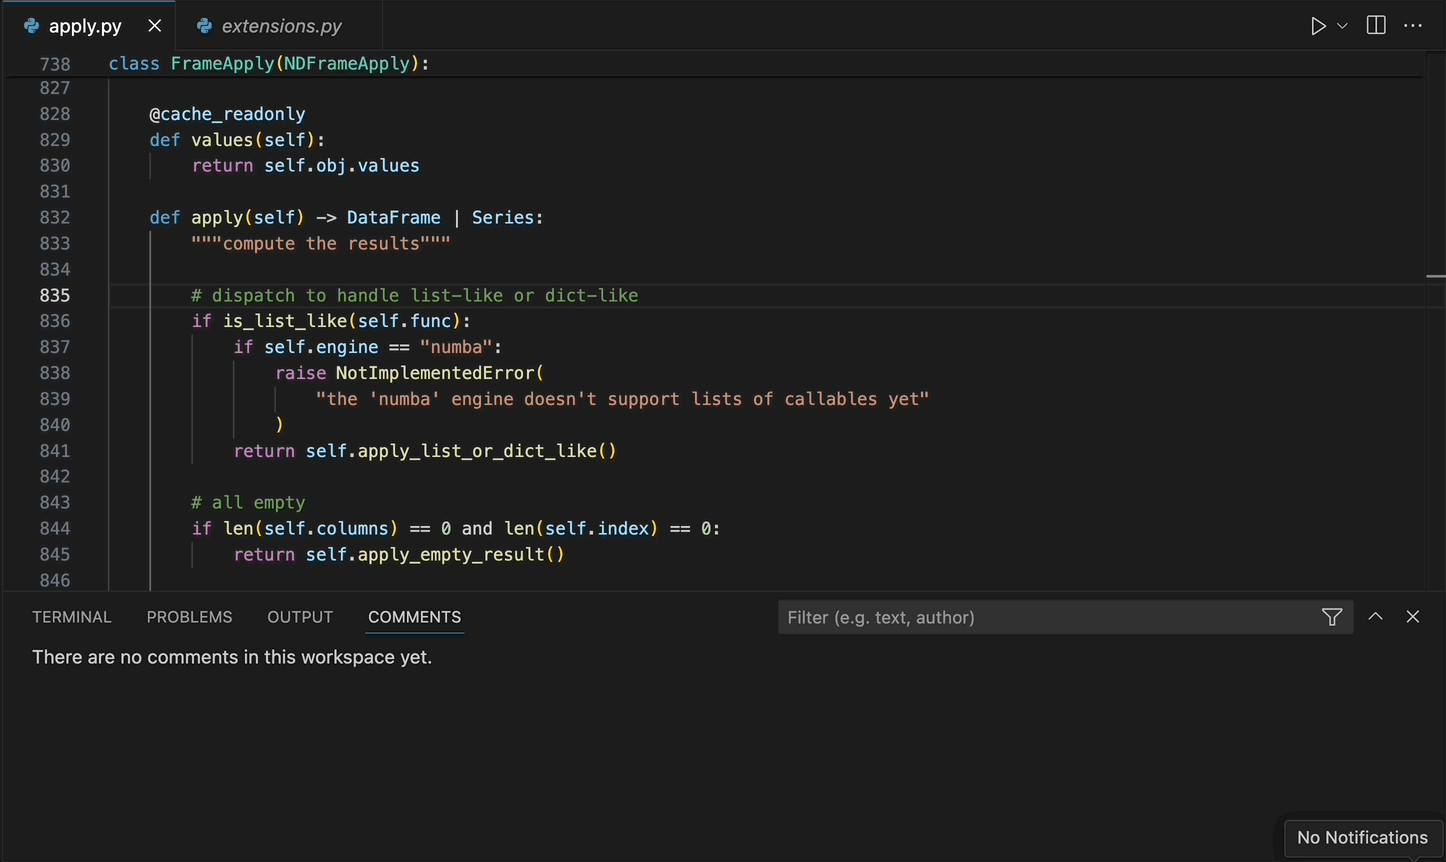 apply.py extensions.py
738 class FrameApply(NDFrameApply):
827
828 @cache_readonly
829 def values(self):
830 return self.obj.values
831
832 def apply(self) -> DataFrame | Series:
833 """compute the results"""
834
835 # dispatch to handle list-like or dict-like
836 if is_list_like(self.func):
837 if self.engine == "numba":
838 raise NotImplementedError(
839 "the 'numba' engine doesn't support lists of callables yet"
840 )
841 return self.apply_list_or_dict_like()
842
843 # all empty
844 if len(self.columns) == 0 and len(self.index) == 0:
845 return self.apply_empty_result()
846
TERMINAL PROBLEMS OUTPUT COMMENTS Filter (e.g. text, author)
There are no comments in this workspace yet.
No Notifications